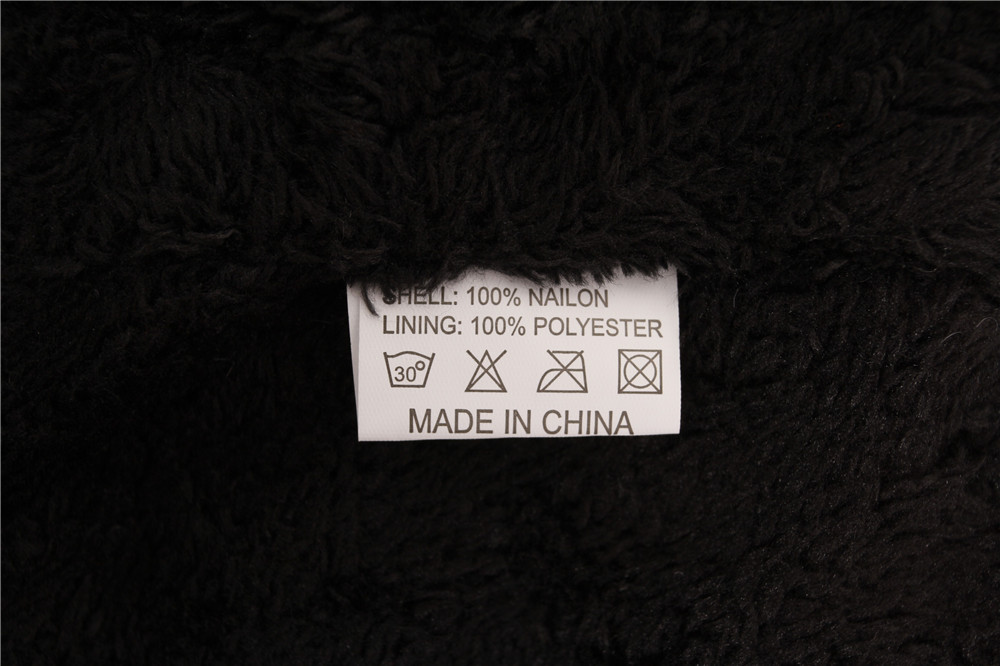 SHELL: 100% NAILON
LINING: 100% POLYESTER
30°
MADE IN CHINA